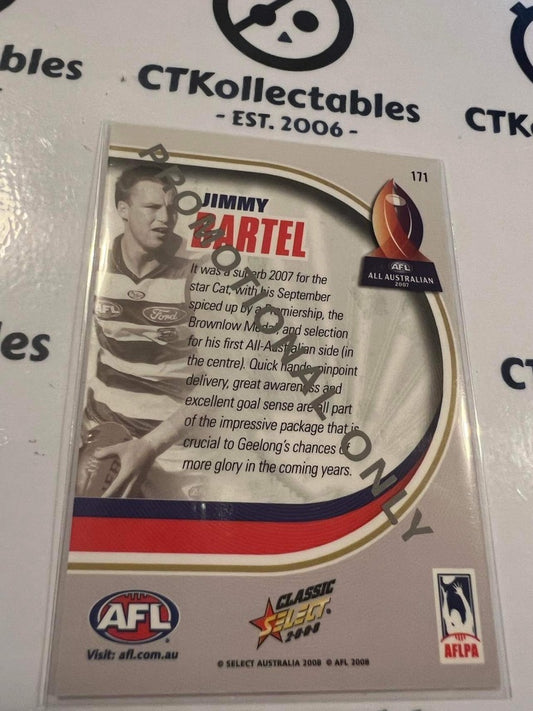 bles
CTKollectables
- EST. 2006 -
CTKo
171
JIMMY
BARTEL
AFL
ALL AUSTRALIAN
2007
It was a superb 2007 for the
star Cat, with his September
spiced up by a premiership, the
Brownlow Medal, and selection
for his first All-Australian side (in
the centre). Quick hands, pinpoint
delivery, great awareness and
excellent goal sense are all part
of the impressive package that is
crucial to Geelong's chances of
more glory in the coming years.
PROMOTIONAL ONLY
AFL
Ford
es
CT
AFL
Visit: afl.com.au
CLASSIC
SELECT
2008
© SELECT AUSTRALIA 2008 © AFL 2008
AFLPA